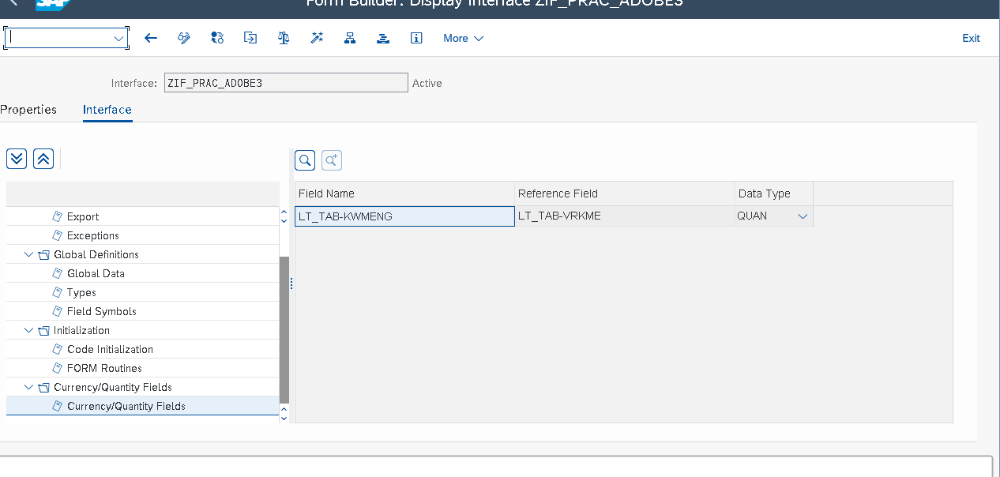 SAP
Form Builder: Display Interface ZIF_PRAC_ADOBE3
More
Exit
Interface: ZIF_PRAC_ADOBE3 Active
Properties Interface
Field Name Reference Field Data Type
LT_TAB-KWMENG LT_TAB-VRKME QUAN
Export
Exceptions
Global Definitions
Global Data
Types
Field Symbols
Initialization
Code Initialization
FORM Routines
Currency/Quantity Fields
Currency/Quantity Fields